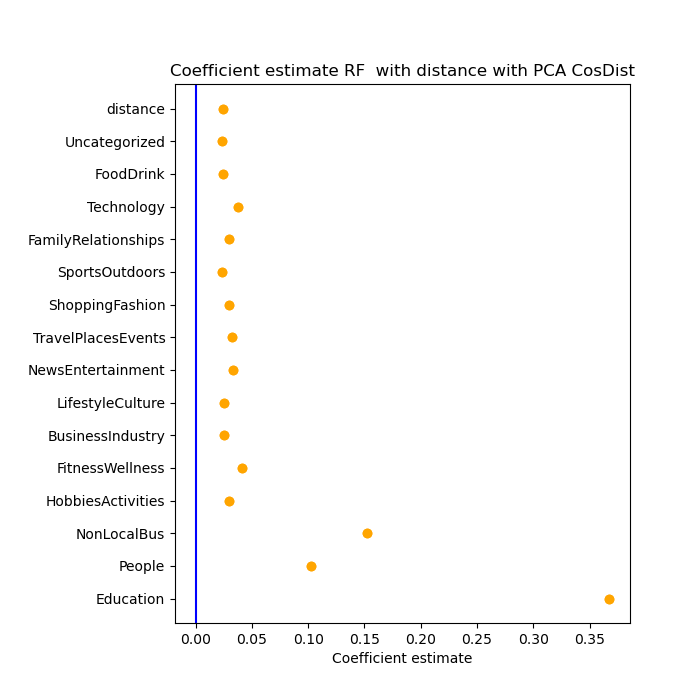 Coefficient estimate RF  with distance with PCA CosDist
distance
Uncategorized
FoodDrink
Technology
FamilyRelationships
SportsOutdoors
ShoppingFashion
TravelPlacesEvents
NewsEntertainment
LifestyleCulture
BusinessIndustry
FitnessWellness
HobbiesActivities
NonLocalBus
People
Education
0.00 0.05 0.10 0.15 0.20 0.25 0.30 0.35
Coefficient estimate